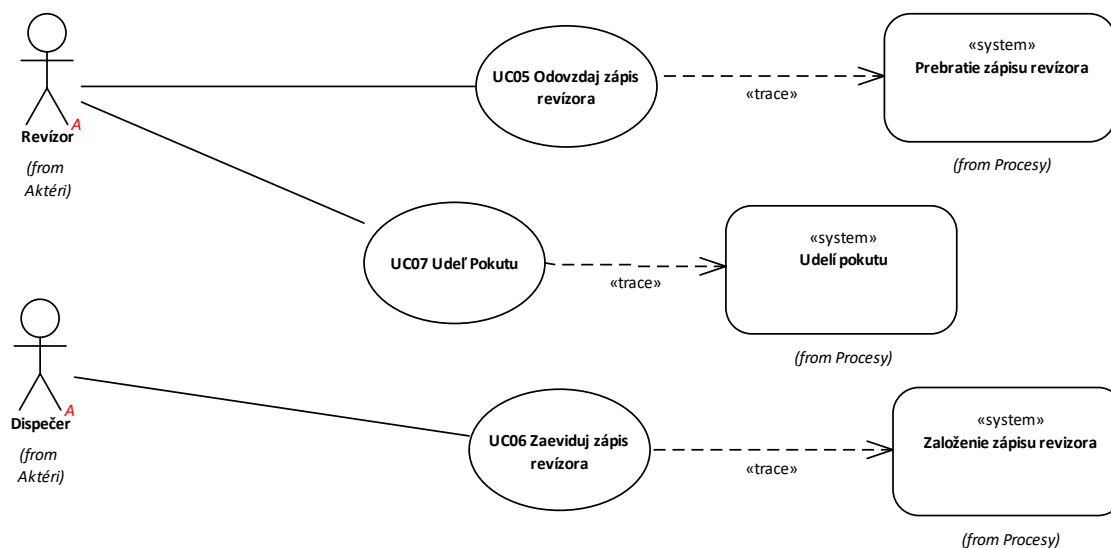 «system»
Prebratie zápisu revízora
UC05 Odovzdaj zápis
revízora
«trace»
A
Revízor
(from
Aktéri)
(from Procesy)
«system»
Udelí pokutu
UC07 Udeľ Pokutu
«trace»
(from Procesy)
A
Dispečer
(from
Aktéri)
«system»
Založenie zápisu revizora
UC06 Zaeviduj zápis
revízora
«trace»
(from Procesy)